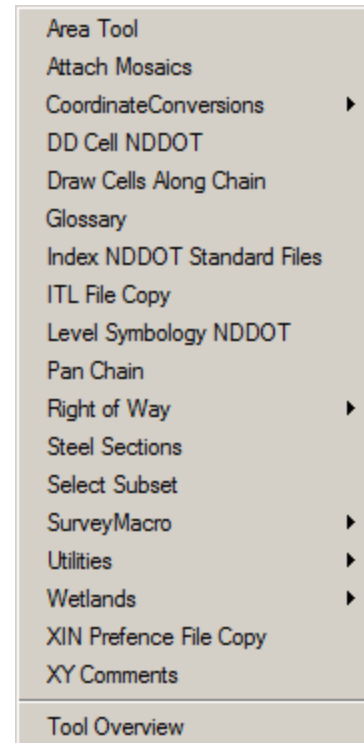 Area Tool
Attach Mosaics
CoordinateConversions
DD Cell NDDOT
Draw Cells Along Chain
Glossary
Index NDDOT Standard Files
ITL File Copy
Level Symbology NDDOT
Pan Chain
Right of Way
Steel Sections
Select Subset
SurveyMacro
Utilities
Wetlands
XIN Prefence File Copy
XY Comments
Tool Overview